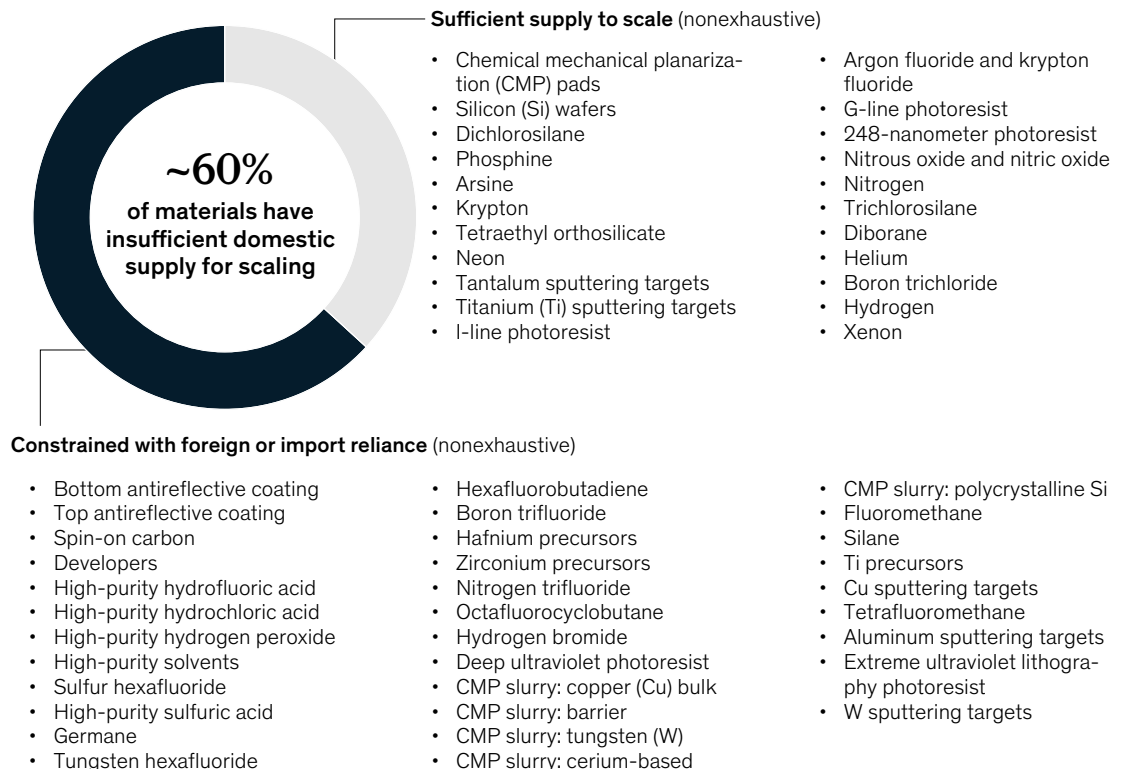 Sufficient supply to scale (nonexhaustive)
• Chemical mechanical planariza-
tion (CMP) pads
• Silicon (Si) wafers
• Dichlorosilane
• Phosphine
• Arsine
• Krypton
• Tetraethyl orthosilicate
• Neon
• Tantalum sputtering targets
• Titanium (Ti) sputtering targets
• I-line photoresist
• Argon fluoride and krypton
fluoride
• G-line photoresist
• 248-nanometer photoresist
• Nitrous oxide and nitric oxide
• Nitrogen
• Trichlorosilane
• Diborane
• Helium
• Boron trichloride
• Hydrogen
• Xenon
~60%
of materials have
insufficient domestic
supply for scaling
Constrained with foreign or import reliance (nonexhaustive)
• Bottom antireflective coating
• Top antireflective coating
• Spin-on carbon
• Developers
• High-purity hydrofluoric acid
• High-purity hydrochloric acid
• High-purity hydrogen peroxide
• High-purity solvents
• Sulfur hexafluoride
• High-purity sulfuric acid
• Germane
• Tungsten hexafluoride
• Hexafluorobutadiene
• Boron trifluoride
• Hafnium precursors
• Zirconium precursors
• Nitrogen trifluoride
• Octafluorocyclobutane
• Hydrogen bromide
• Deep ultraviolet photoresist
• CMP slurry: copper (Cu) bulk
• CMP slurry: barrier
• CMP slurry: tungsten (W)
• CMP slurry: cerium-based
• CMP slurry: polycrystalline Si
• Fluoromethane
• Silane
• Ti precursors
• Cu sputtering targets
• Tetrafluoromethane
• Aluminum sputtering targets
• Extreme ultraviolet lithogra-
phy photoresist
• W sputtering targets